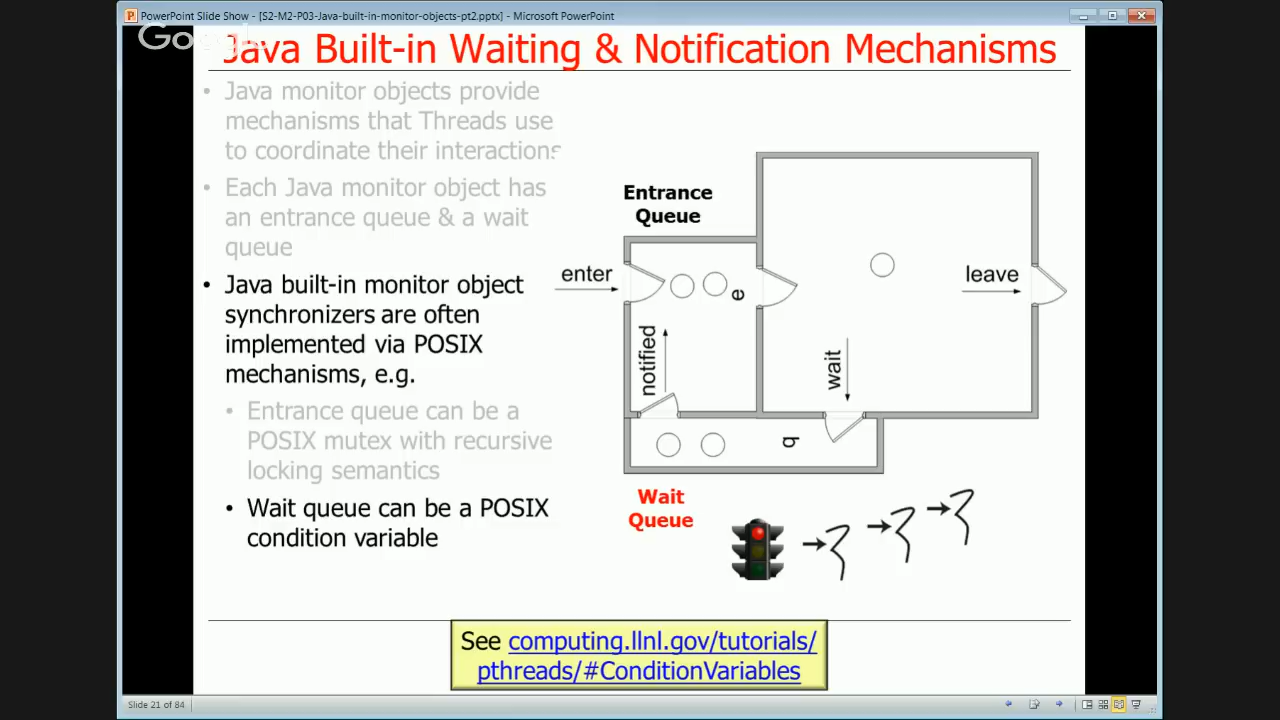 PowerPoint Slide Show - [S2-M2-P03-Java-built-in-monitor-objects-pt2.pptx] - Microsoft PowerPoint
Google
Java Built-in Waiting & Notification Mechanisms
• Java monitor objects provide
mechanisms that Threads use
to coordinate their interactions
• Each Java monitor object has
an entrance queue & a wait
queue
• Java built-in monitor object
synchronizers are often
implemented via POSIX
mechanisms, e.g.
• Entrance queue can be a
POSIX mutex with recursive
locking semantics
• Wait queue can be a POSIX
condition variable
Entrance
Queue
enter
e
leave
notified
wait
q
Wait
Queue
See computing.llnl.gov/tutorials/
pthreads/#ConditionVariables
Slide 21 of 84